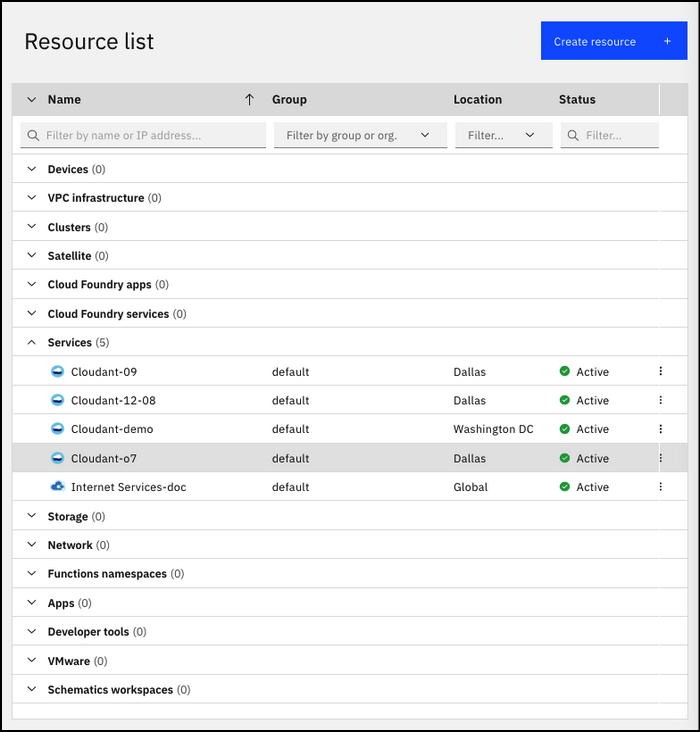 Resource list
Create resource +
Name Group Location Status
Filter by name or IP address... Filter by group or org. Filter... Filter...
Devices (0)
VPC infrastructure (0)
Clusters (0)
Satellite (0)
Cloud Foundry apps (0)
Cloud Foundry services (0)
Services (5)
Cloudant-09 default Dallas Active
Cloudant-12-08 default Dallas Active
Cloudant-demo default Washington DC Active
Cloudant-o7 default Dallas Active
Internet Services-doc default Global Active
Storage (0)
Network (0)
Functions namespaces (0)
Apps (0)
Developer tools (0)
VMware (0)
Schematics workspaces (0)